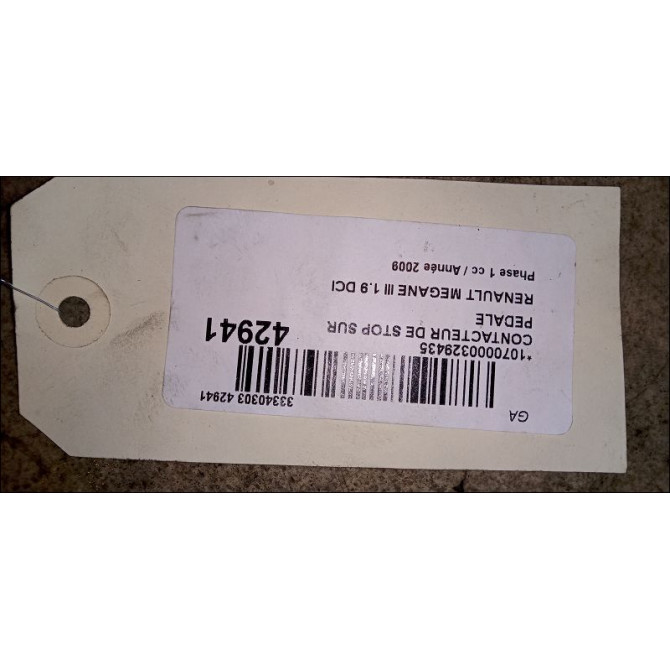 GA
33340303 42941
*1070000329435
CONTACTEUR DE STOP SUR
PEDALE
42941
RENAULT MEGANE III 1.9 DCI
Phase 1 cc / Année 2009